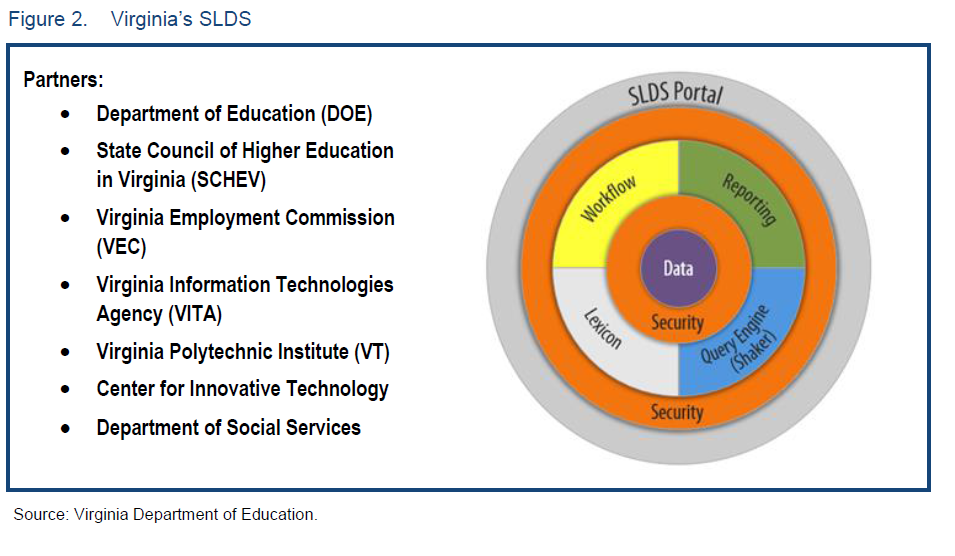 Figure 2. Virginia's SLDS
Partners:
• Department of Education (DOE)
• State Council of Higher Education
in Virginia (SCHEV)
• Virginia Employment Commission
(VEC)
• Virginia Information Technologies
Agency (VITA)
• Virginia Polytechnic Institute (VT)
• Center for Innovative Technology
• Department of Social Services
SLDS Portal
Workflow
Reporting
Data
Lexicon
Security
Query Engine
(Shaker)
Security
Source: Virginia Department of Education.